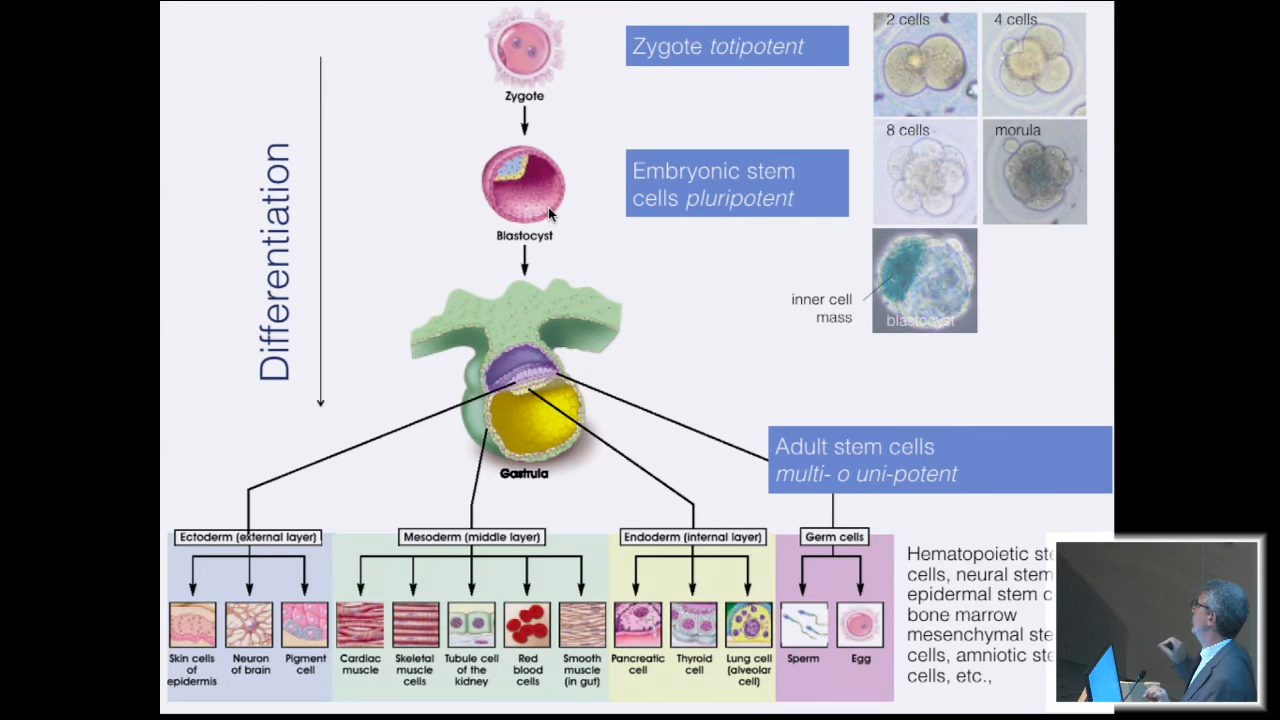 Differentiation
Zygote
Blastocyst
Gastrula
Zygote totipotent
Embryonic stem
cells pluripotent
2 cells
4 cells
8 cells
morula
inner cell
mass
blastocyst
Adult stem cells
multi- o uni-potent
Ectoderm (external layer)
Mesoderm (middle layer)
Endoderm (internal layer)
Germ cells
Skin cells
of
epidermis
Neuron
of brain
Pigment
cell
Cardiac
muscle
Skeletal
muscle
cells
Tubule cell
of the
kidney
Red
blood
cells
Smooth
muscle
(in gut)
Pancreatic
cell
Thyroid
cell
Lung cell
(alveolar
cell)
Sperm
Egg
Hematopoietic
cells, neural stem
epidermal stem
bone marrow
mesenchymal
cells, amniotic
cells, etc.,